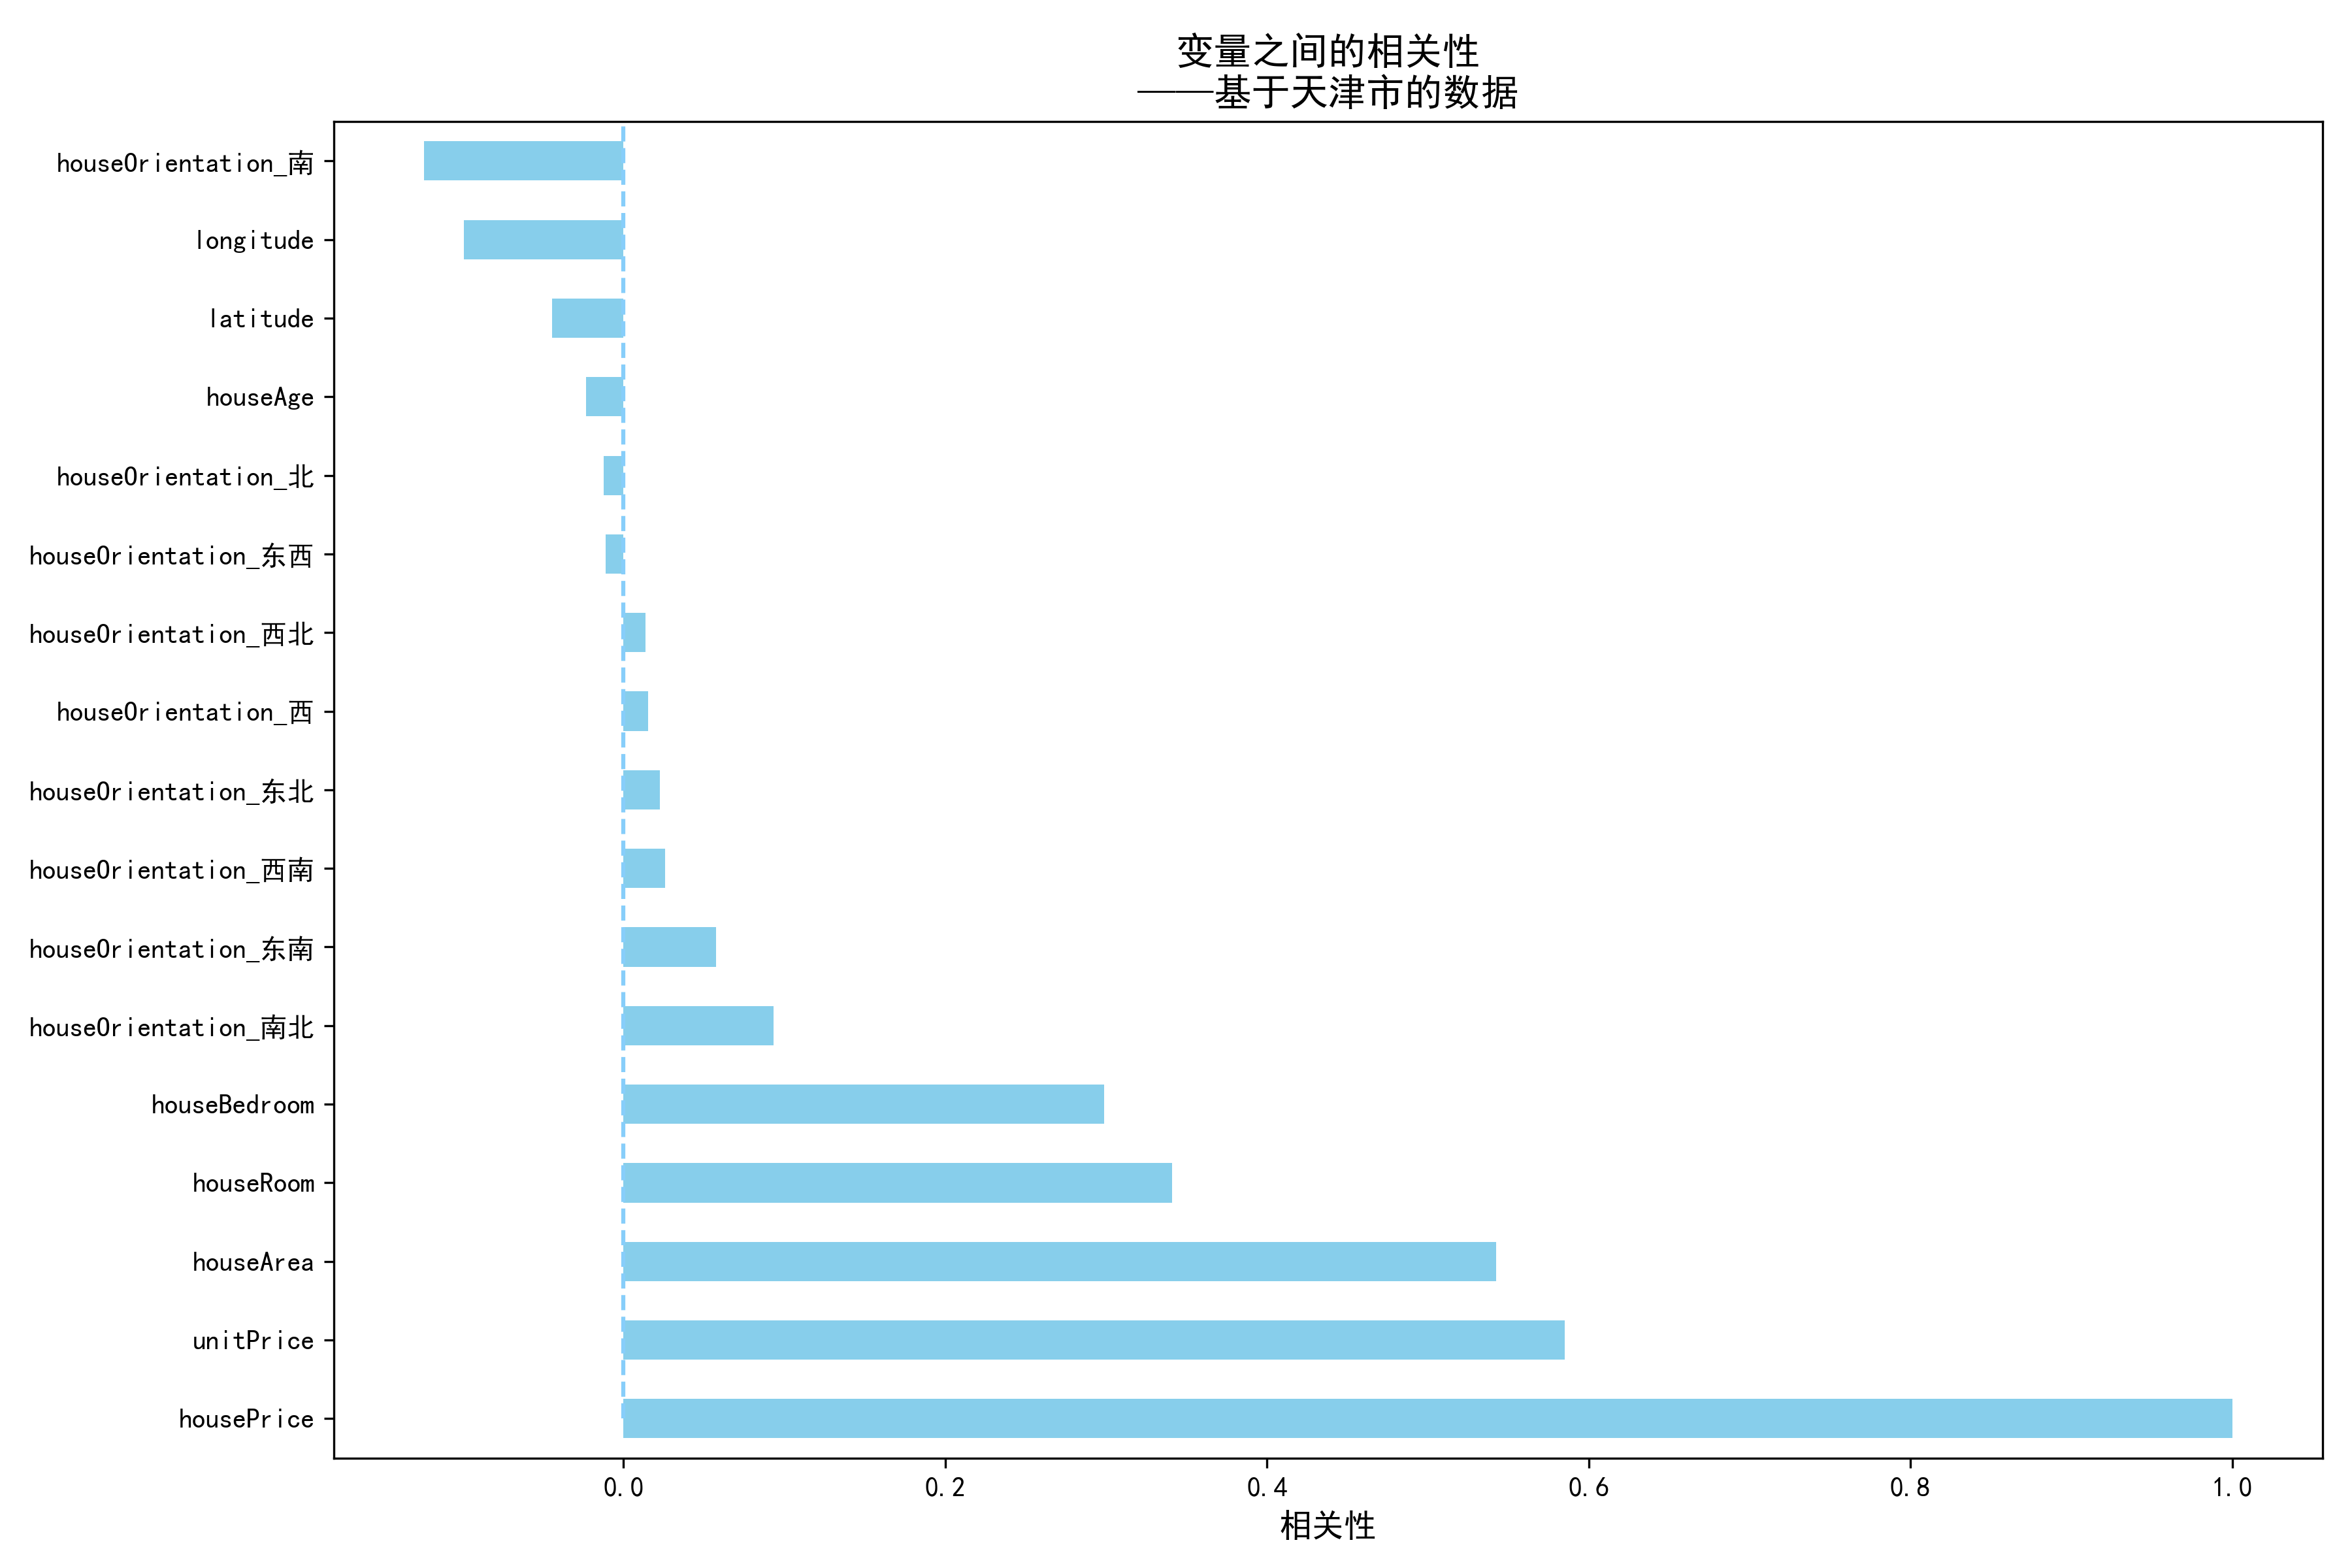 变量之间的相关性
——基于天津市的数据
houseOrientation_南
longitude
latitude
houseAge
houseOrientation_北
houseOrientation_东西
houseOrientation_西北
houseOrientation_西
houseOrientation_东北
houseOrientation_西南
houseOrientation_东南
houseOrientation_南北
houseBedroom
houseRoom
houseArea
unitPrice
housePrice
0.0 0.2 0.4 0.6 0.8 1.0
相关性